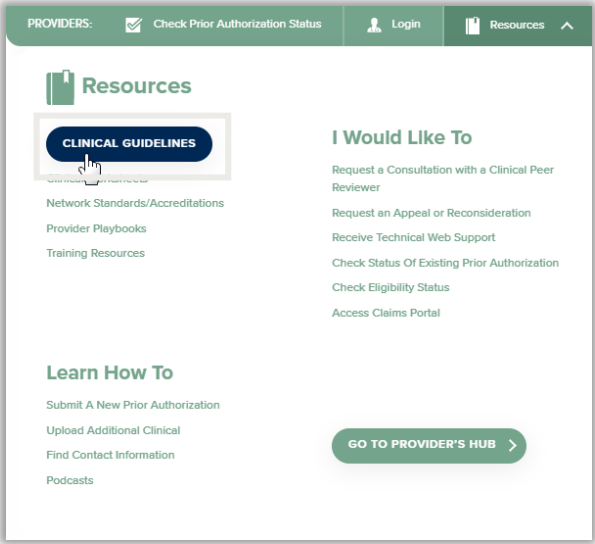 PROVIDERS: Check Prior Authorization Status Login Resources
Resources
CLINICAL GUIDELINES
Network Standards/Accreditations
Provider Playbooks
Training Resources
I Would Like To
Request a Consultation with a Clinical Peer
Reviewer
Request an Appeal or Reconsideration
Receive Technical Web Support
Check Status Of Existing Prior Authorization
Check Eligibility Status
Access Claims Portal
Learn How To
Submit A New Prior Authorization
Upload Additional Clinical
Find Contact Information
Podcasts
GO TO PROVIDER'S HUB